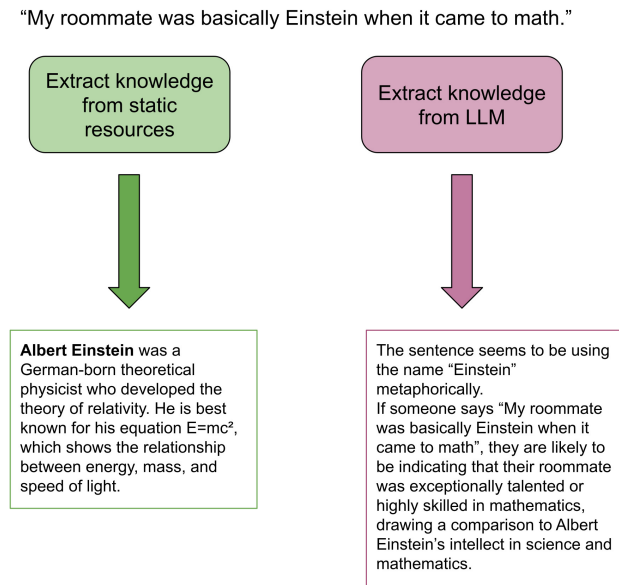 “My roommate was basically Einstein when it came to math.”
Extract knowledge
from static
resources
Extract knowledge
from LLM
Albert Einstein was a
German-born theoretical
physicist who developed the
theory of relativity. He is best
known for his equation E=mc²,
which shows the relationship
between energy, mass, and
speed of light.
The sentence seems to be using
the name “Einstein”
metaphorically.
If someone says “My roommate
was basically Einstein when it
came to math”, they are likely to
be indicating that their roommate
was exceptionally talented or
highly skilled in mathematics,
drawing a comparison to Albert
Einstein’s intellect in science and
mathematics.